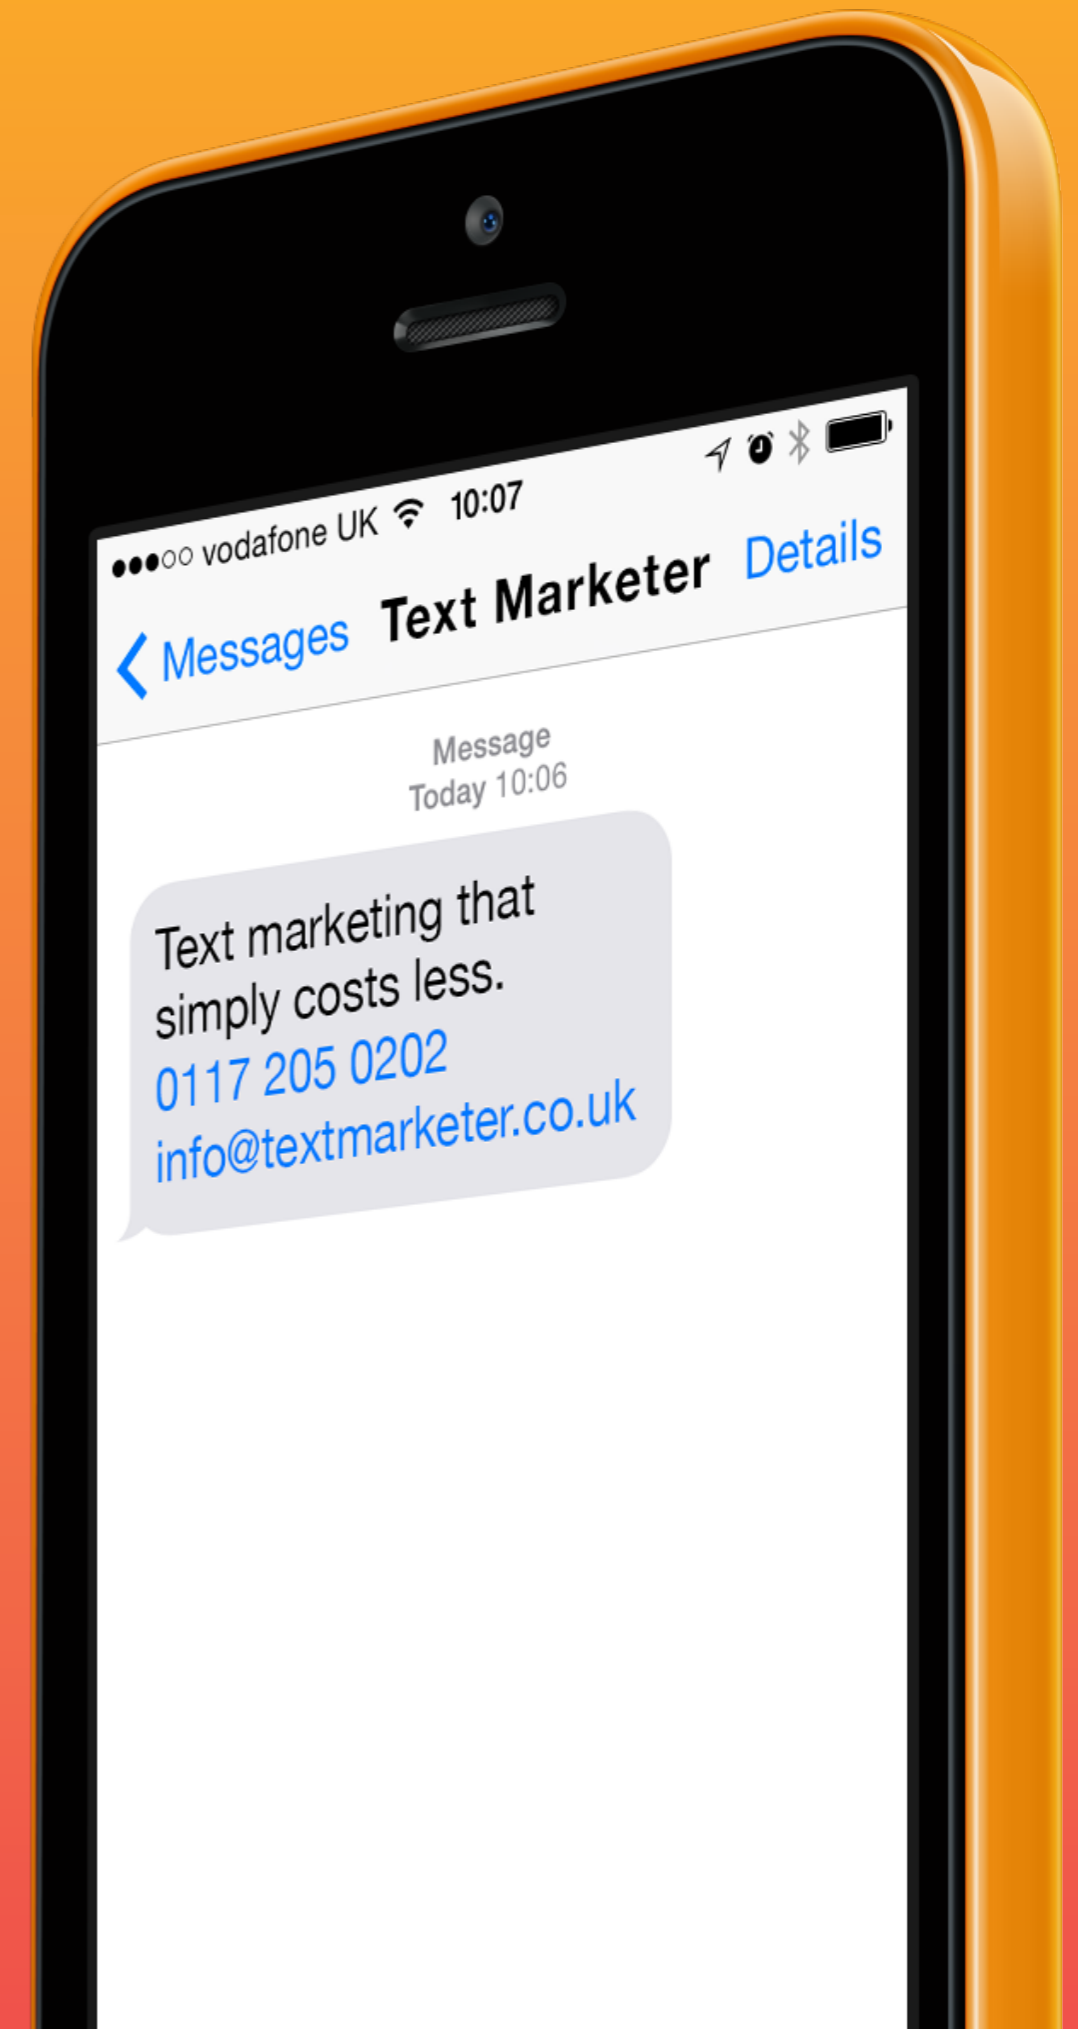 vodafone UK 10:07
Messages Text Marketer Details
Message
Today 10:06
Text marketing that
simply costs less.
0117 205 0202
info@textmarketer.co.uk